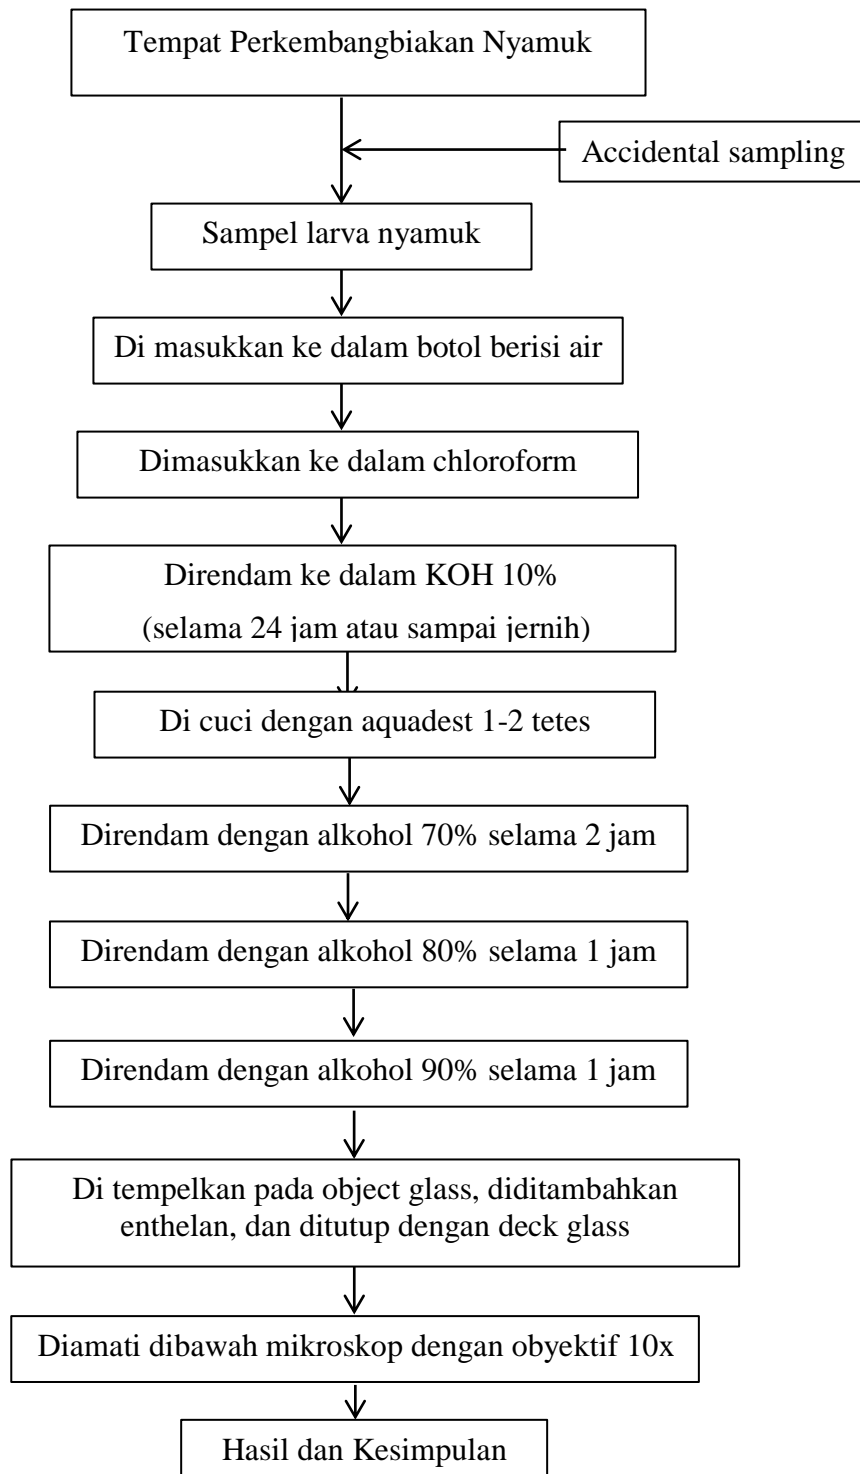 Tempat Perkembangbiakan Nyamuk
Accidental sampling
Sampel larva nyamuk
Di masukkan ke dalam botol berisi air
Dimasukkan ke dalam chloroform
Direndam ke dalam KOH 10%
(selama 24 jam atau sampai jernih)
Di cuci dengan aquadest 1-2 tetes
Direndam dengan alkohol 70% selama 2 jam
Direndam dengan alkohol 80% selama 1 jam
Direndam dengan alkohol 90% selama 1 jam
Di tempelkan pada object glass, diditambahkan
enthelan, dan ditutup dengan deck glass
Diamati dibawah mikroskop dengan obyektif 10x
Hasil dan Kesimpulan